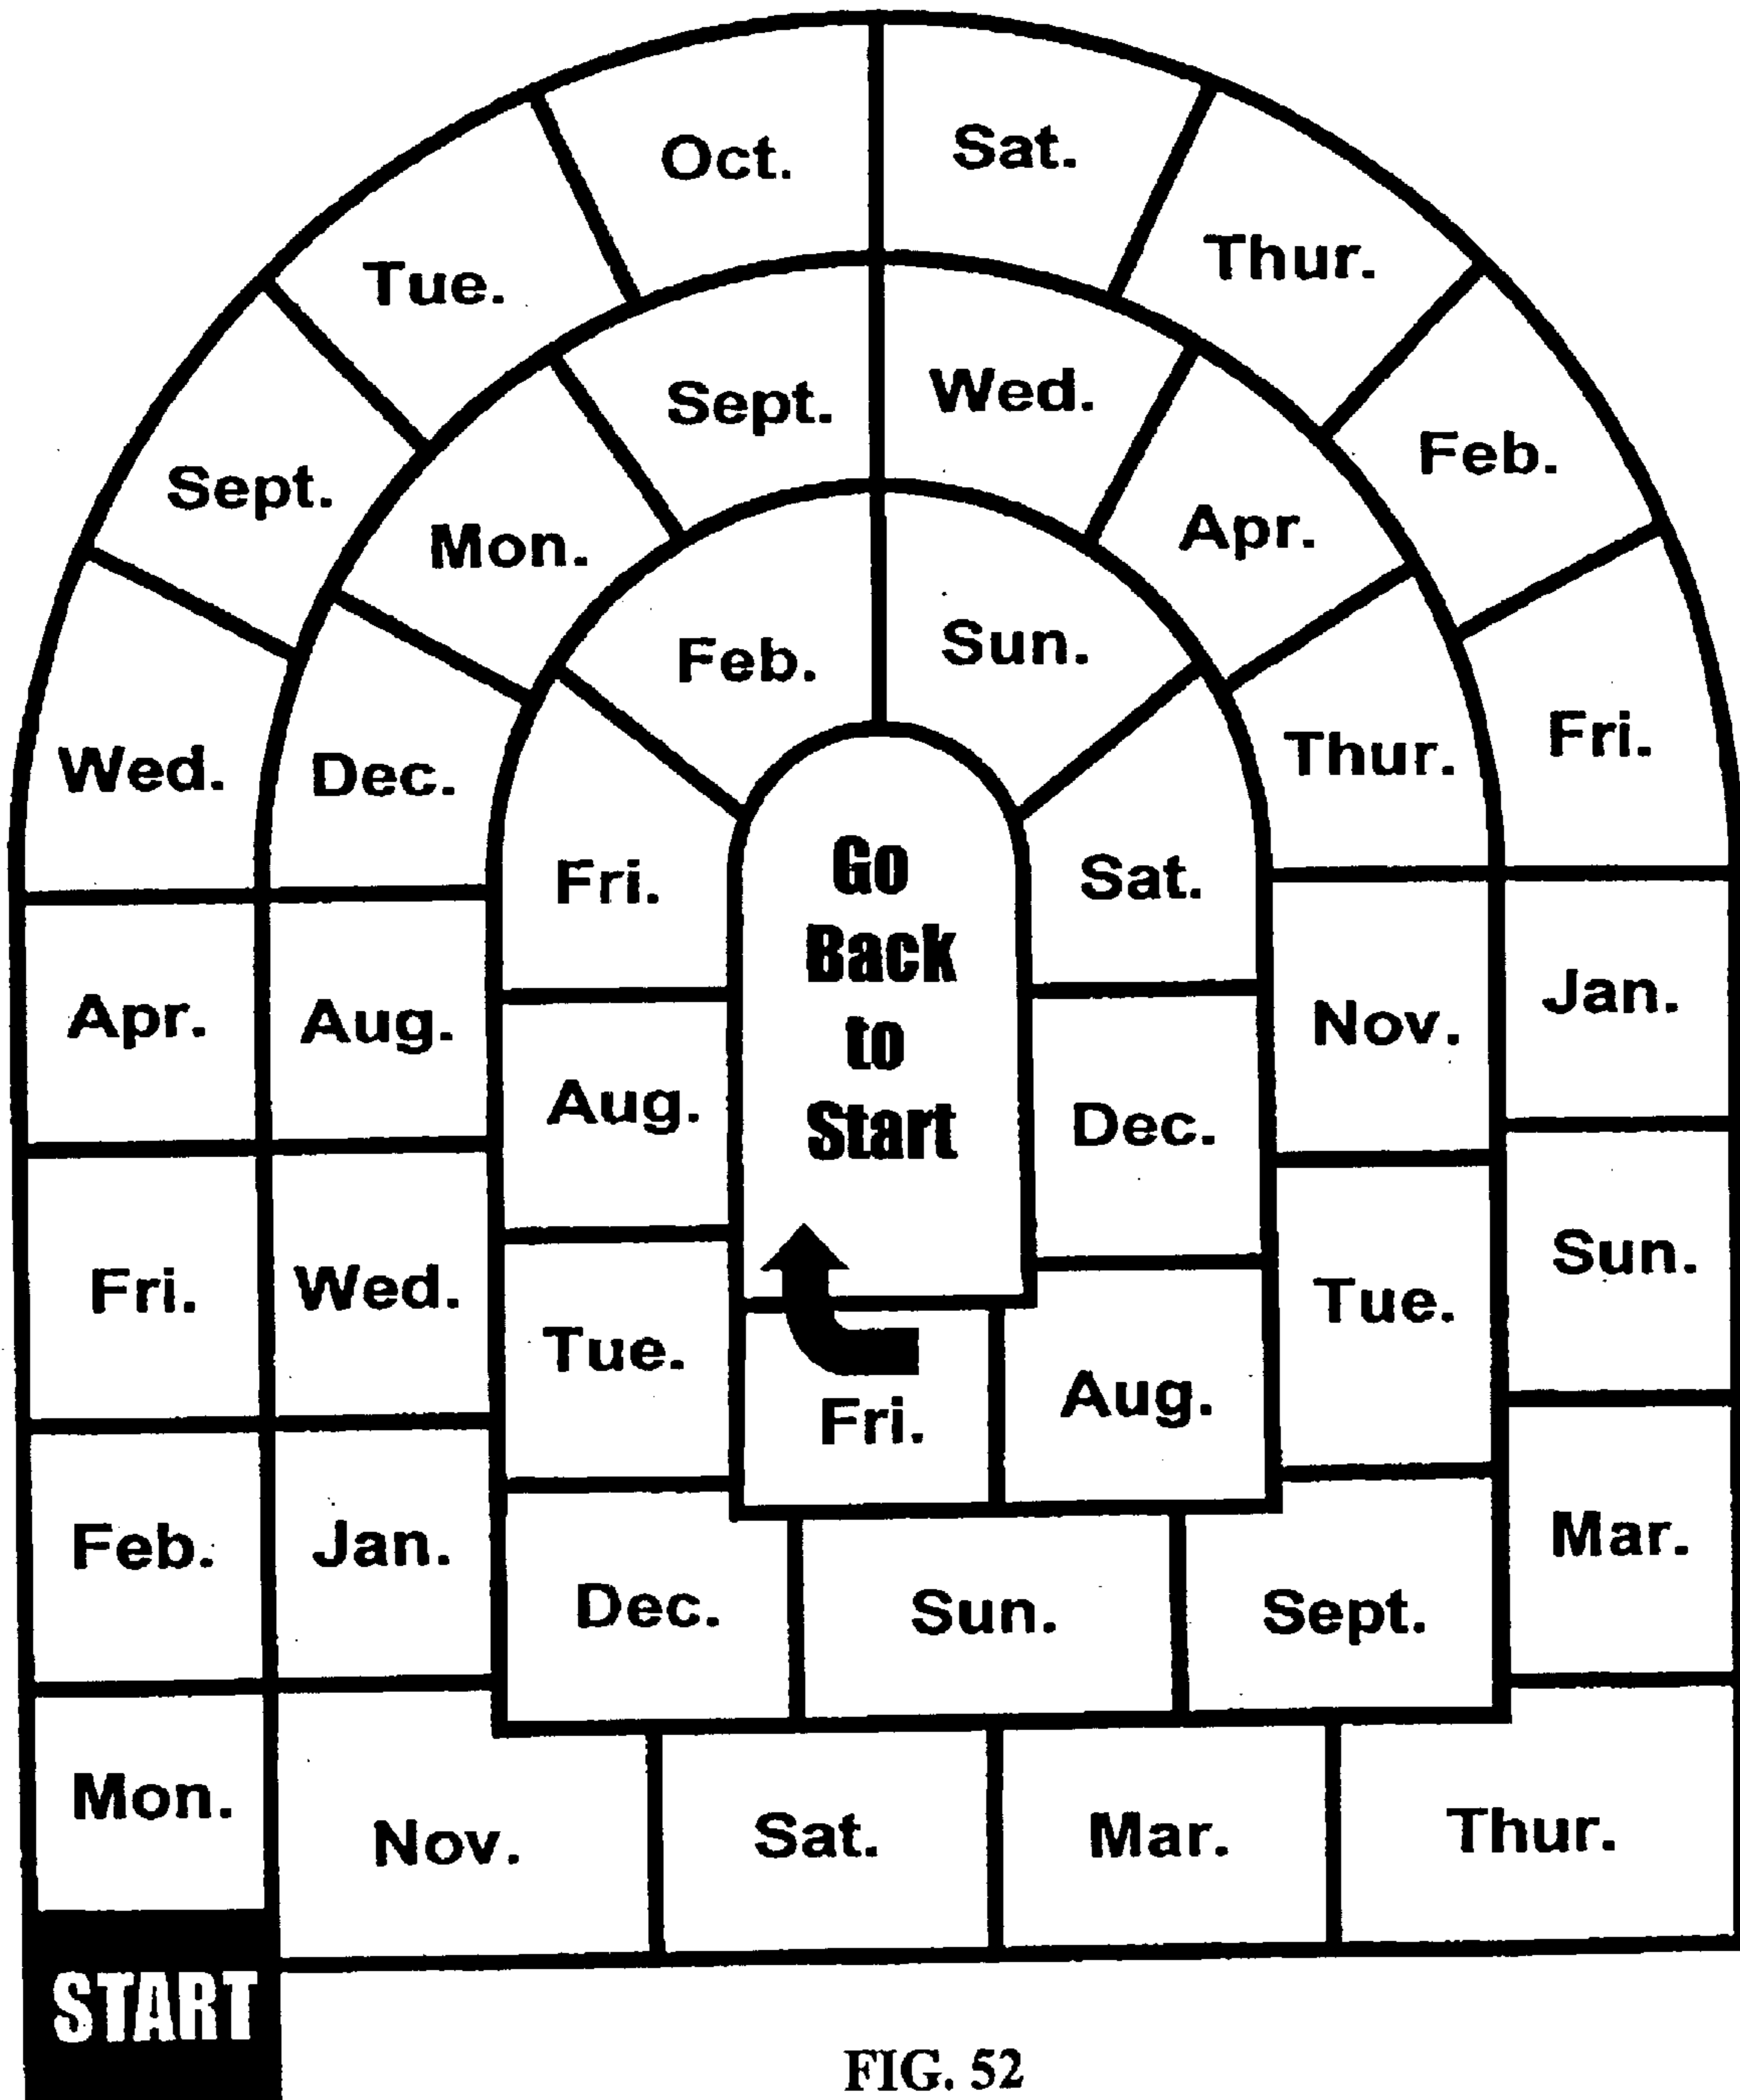 START
Mon.
Feb.
Fri.
Apr.
Wed.
Sept.
Tue.
Oct.
Sat.
Thur.
Feb.
Fri.
Jan.
Sun.
Mar.
Thur.
Mar.
Sat.
Nov.
Jan.
Wed.
Aug.
Dec.
Mon.
Sept.
Wed.
Apr.
Thur.
Nov.
Tue.
Sept.
Sun.
Dec.
Tue.
Aug.
Fri.
Feb.
Sun.
Sat.
Dec.
Aug.
Fri.
Go
Back
to
Start
FIG. 52